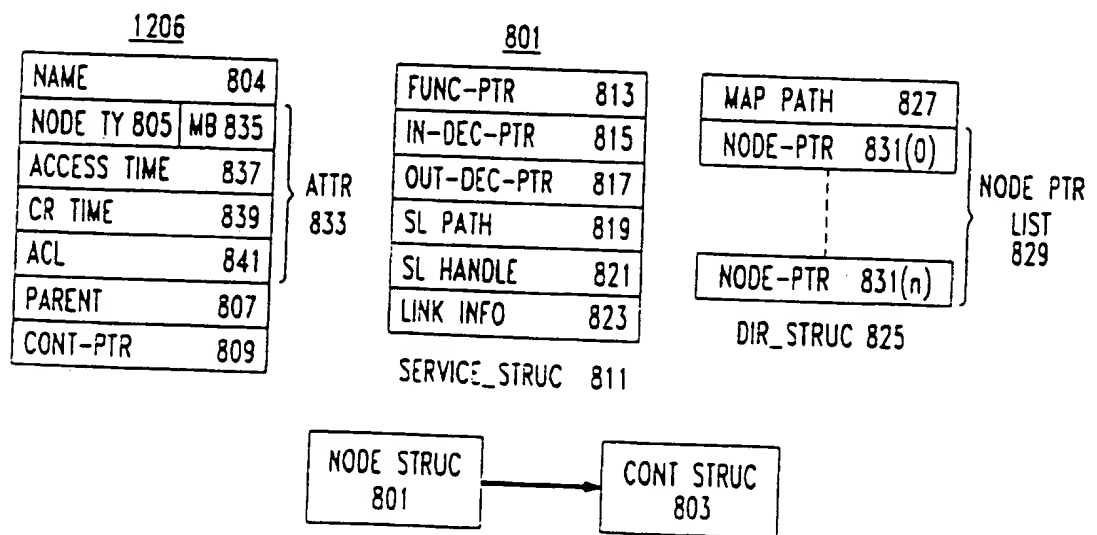 1206
NAME 804
NODE TY 805 MB 835
ACCESS TIME 837
CR TIME 839
ACL 841
PARENT 807
CONT-PTR 809
ATTR
833
801
FUNC-PTR 813
IN-DEC-PTR 815
OUT-DEC-PTR 817
SL PATH 819
SL HANDLE 821
LINK INFO 823
SERVICE_STRUC 811
MAP PATH 827
NODE-PTR 831(0)
NODE-PTR 831(n)
DIR_STRUC 825
NODE PTR
LIST
829
NODE STRUC
801
CONT STRUC
803